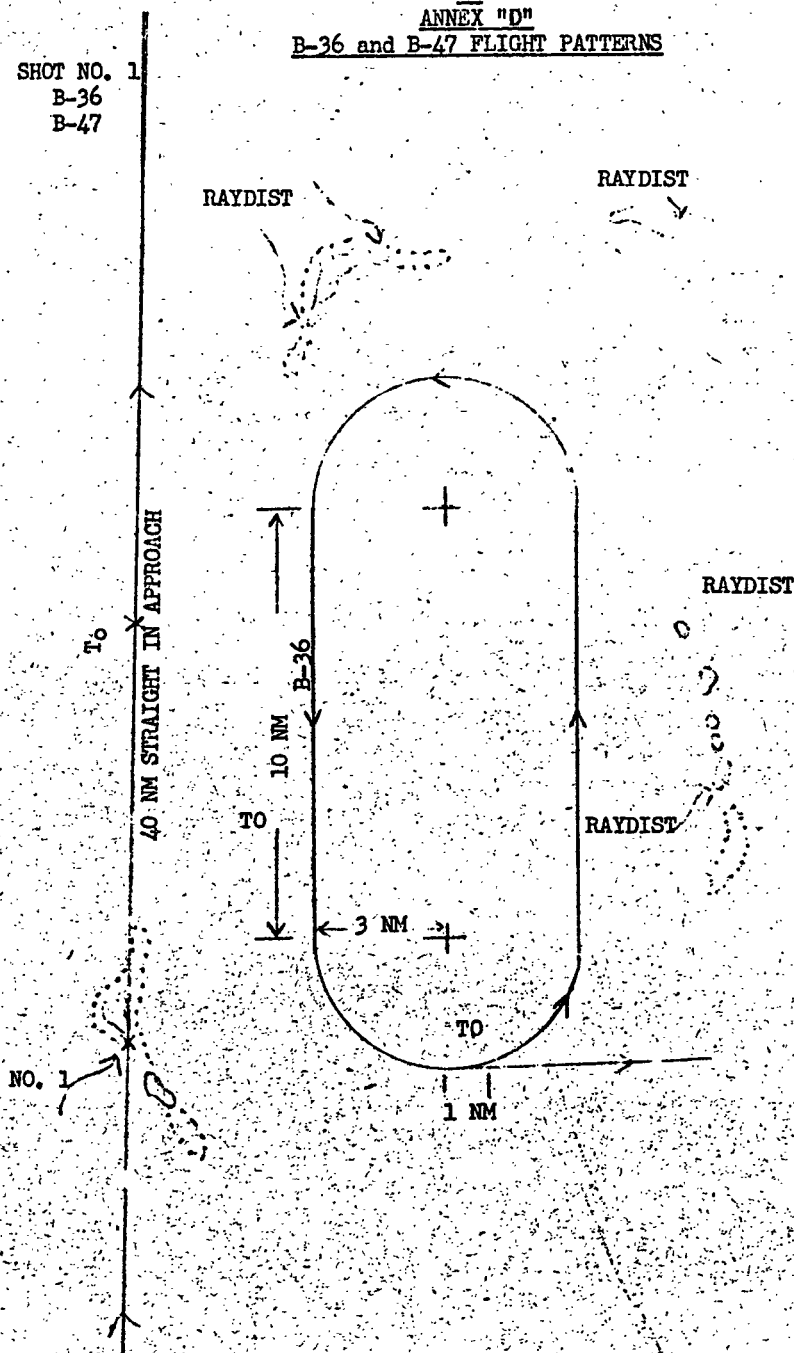 ANNEX "D"
B-36 and B-47 FLIGHT PATTERNS
SHOT NO. 1
B-36
B-47
RAYDIST
RAYDIST
40 NM STRAIGHT IN APPROACH
To
B-36
10 NM
RAYDIST
TO
RAYDIST
3 NM
TO
NO. 1
1 NM